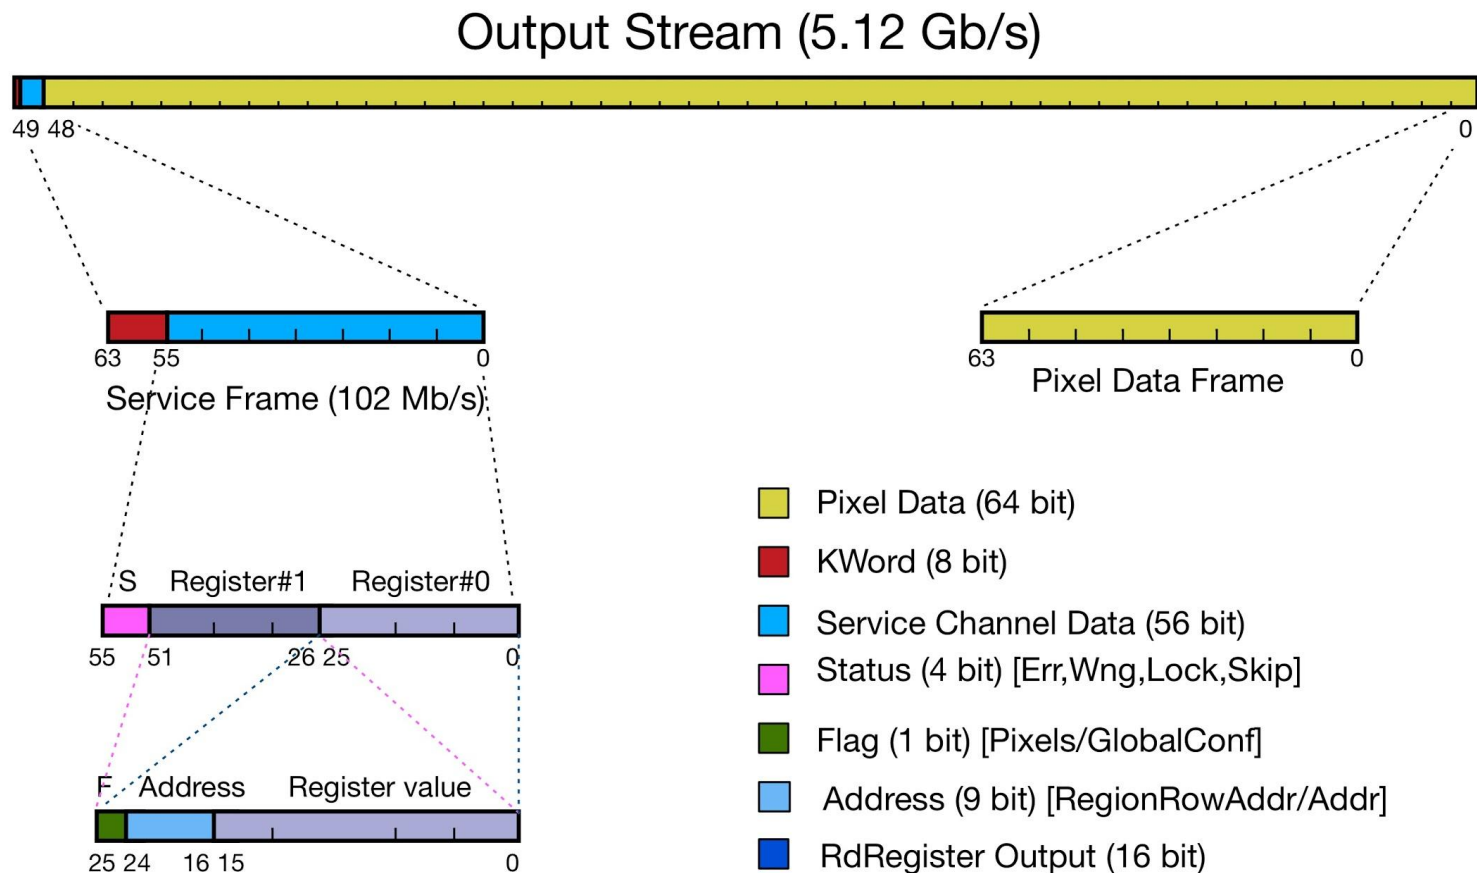 Output Stream (5.12 Gb/s)
49 48 0
63 55 0
Service Frame (102 Mb/s)
63 0
Pixel Data Frame
S Register#1 Register#0
55 51 26 25 0
F Address Register value
25 24 16 15 0
Pixel Data (64 bit)
KWord (8 bit)
Service Channel Data (56 bit)
Status (4 bit) [Err,Wng,Lock,Skip]
Flag (1 bit) [Pixels/GlobalConf]
Address (9 bit) [RegionRowAddr/Addr]
RdRegister Output (16 bit)